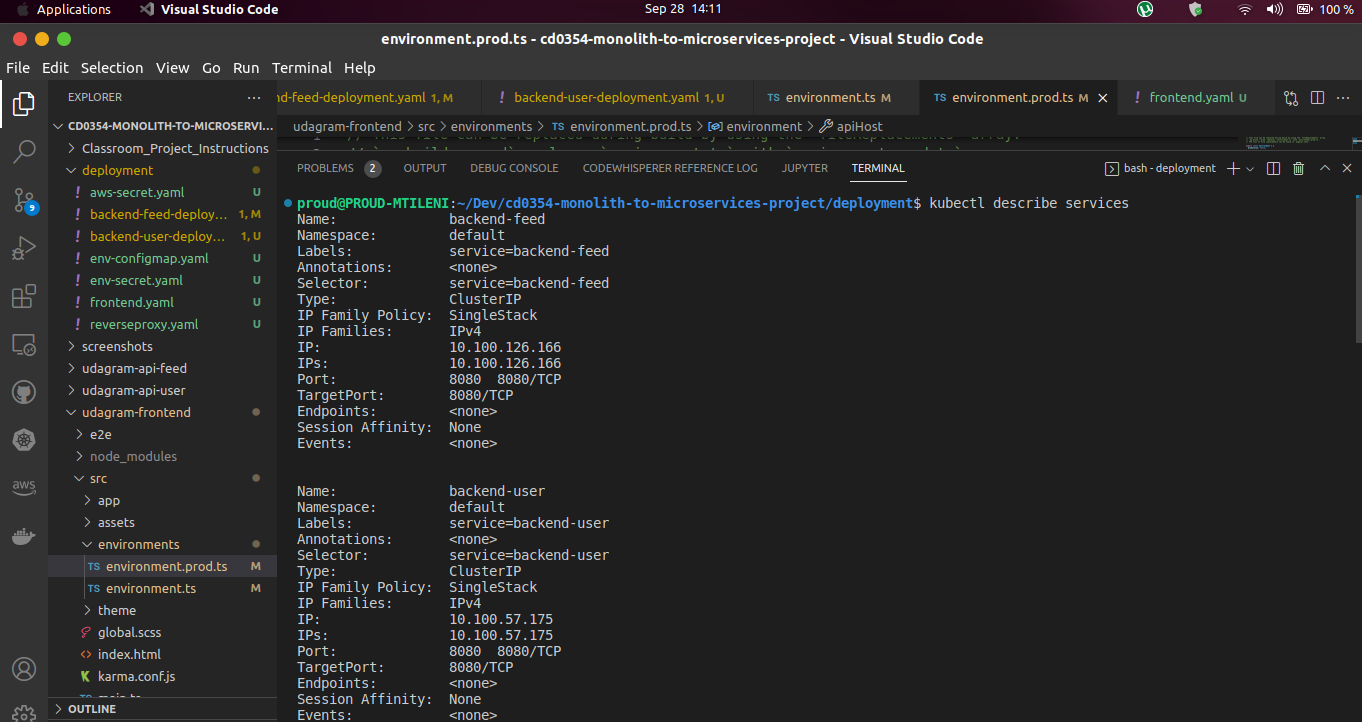 Applications
Visual Studio Code
Sep 28 14:11
100 %
environment.prod.ts - cd0354-monolith-to-microservices-project - Visual Studio Code
File Edit Selection View Go Run Terminal Help
EXPLORER
CD0354-MONOLITH-TO-MICROSERVI...
Classroom_Project_Instructions
deployment
! aws-secret.yaml U
! backend-feed-deploy... 1, M
! backend-user-deploy... 1, U
! env-configmap.yaml U
! env-secret.yaml U
! frontend.yaml U
! reverseproxy.yaml U
screenshots
udagram-api-feed
udagram-api-user
udagram-frontend
e2e
node_modules
src
app
assets
environments
TS environment.prod.ts M
TS environment.ts M
theme
global.scss
index.html
karma.conf.js
OUTLINE
9
aws
nd-feed-deployment.yaml 1, M
! backend-user-deployment.yaml 1, U
TS environment.ts M
TS environment.prod.ts M
! frontend.yaml U
udagram-frontend > src > environments > TS environment.prod.ts > environment > apiHost
PROBLEMS 2 OUTPUT DEBUG CONSOLE CODEWHISPERER REFERENCE LOG JUPYTER TERMINAL
bash - deployment
proud@PROUD-MTILENI:~/Dev/cd0354-monolith-to-microservices-project/deployment$ kubectl describe services
Name: backend-feed
Namespace: default
Labels: service=backend-feed
Annotations: <none>
Selector: service=backend-feed
Type: ClusterIP
IP Family Policy: SingleStack
IP Families: IPv4
IP: 10.100.126.166
IPs: 10.100.126.166
Port: 8080 8080/TCP
TargetPort: 8080/TCP
Endpoints: <none>
Session Affinity: None
Events: <none>
Name: backend-user
Namespace: default
Labels: service=backend-user
Annotations: <none>
Selector: service=backend-user
Type: ClusterIP
IP Family Policy: SingleStack
IP Families: IPv4
IP: 10.100.57.175
IPs: 10.100.57.175
Port: 8080 8080/TCP
TargetPort: 8080/TCP
Endpoints: <none>
Session Affinity: None
Events: <none>